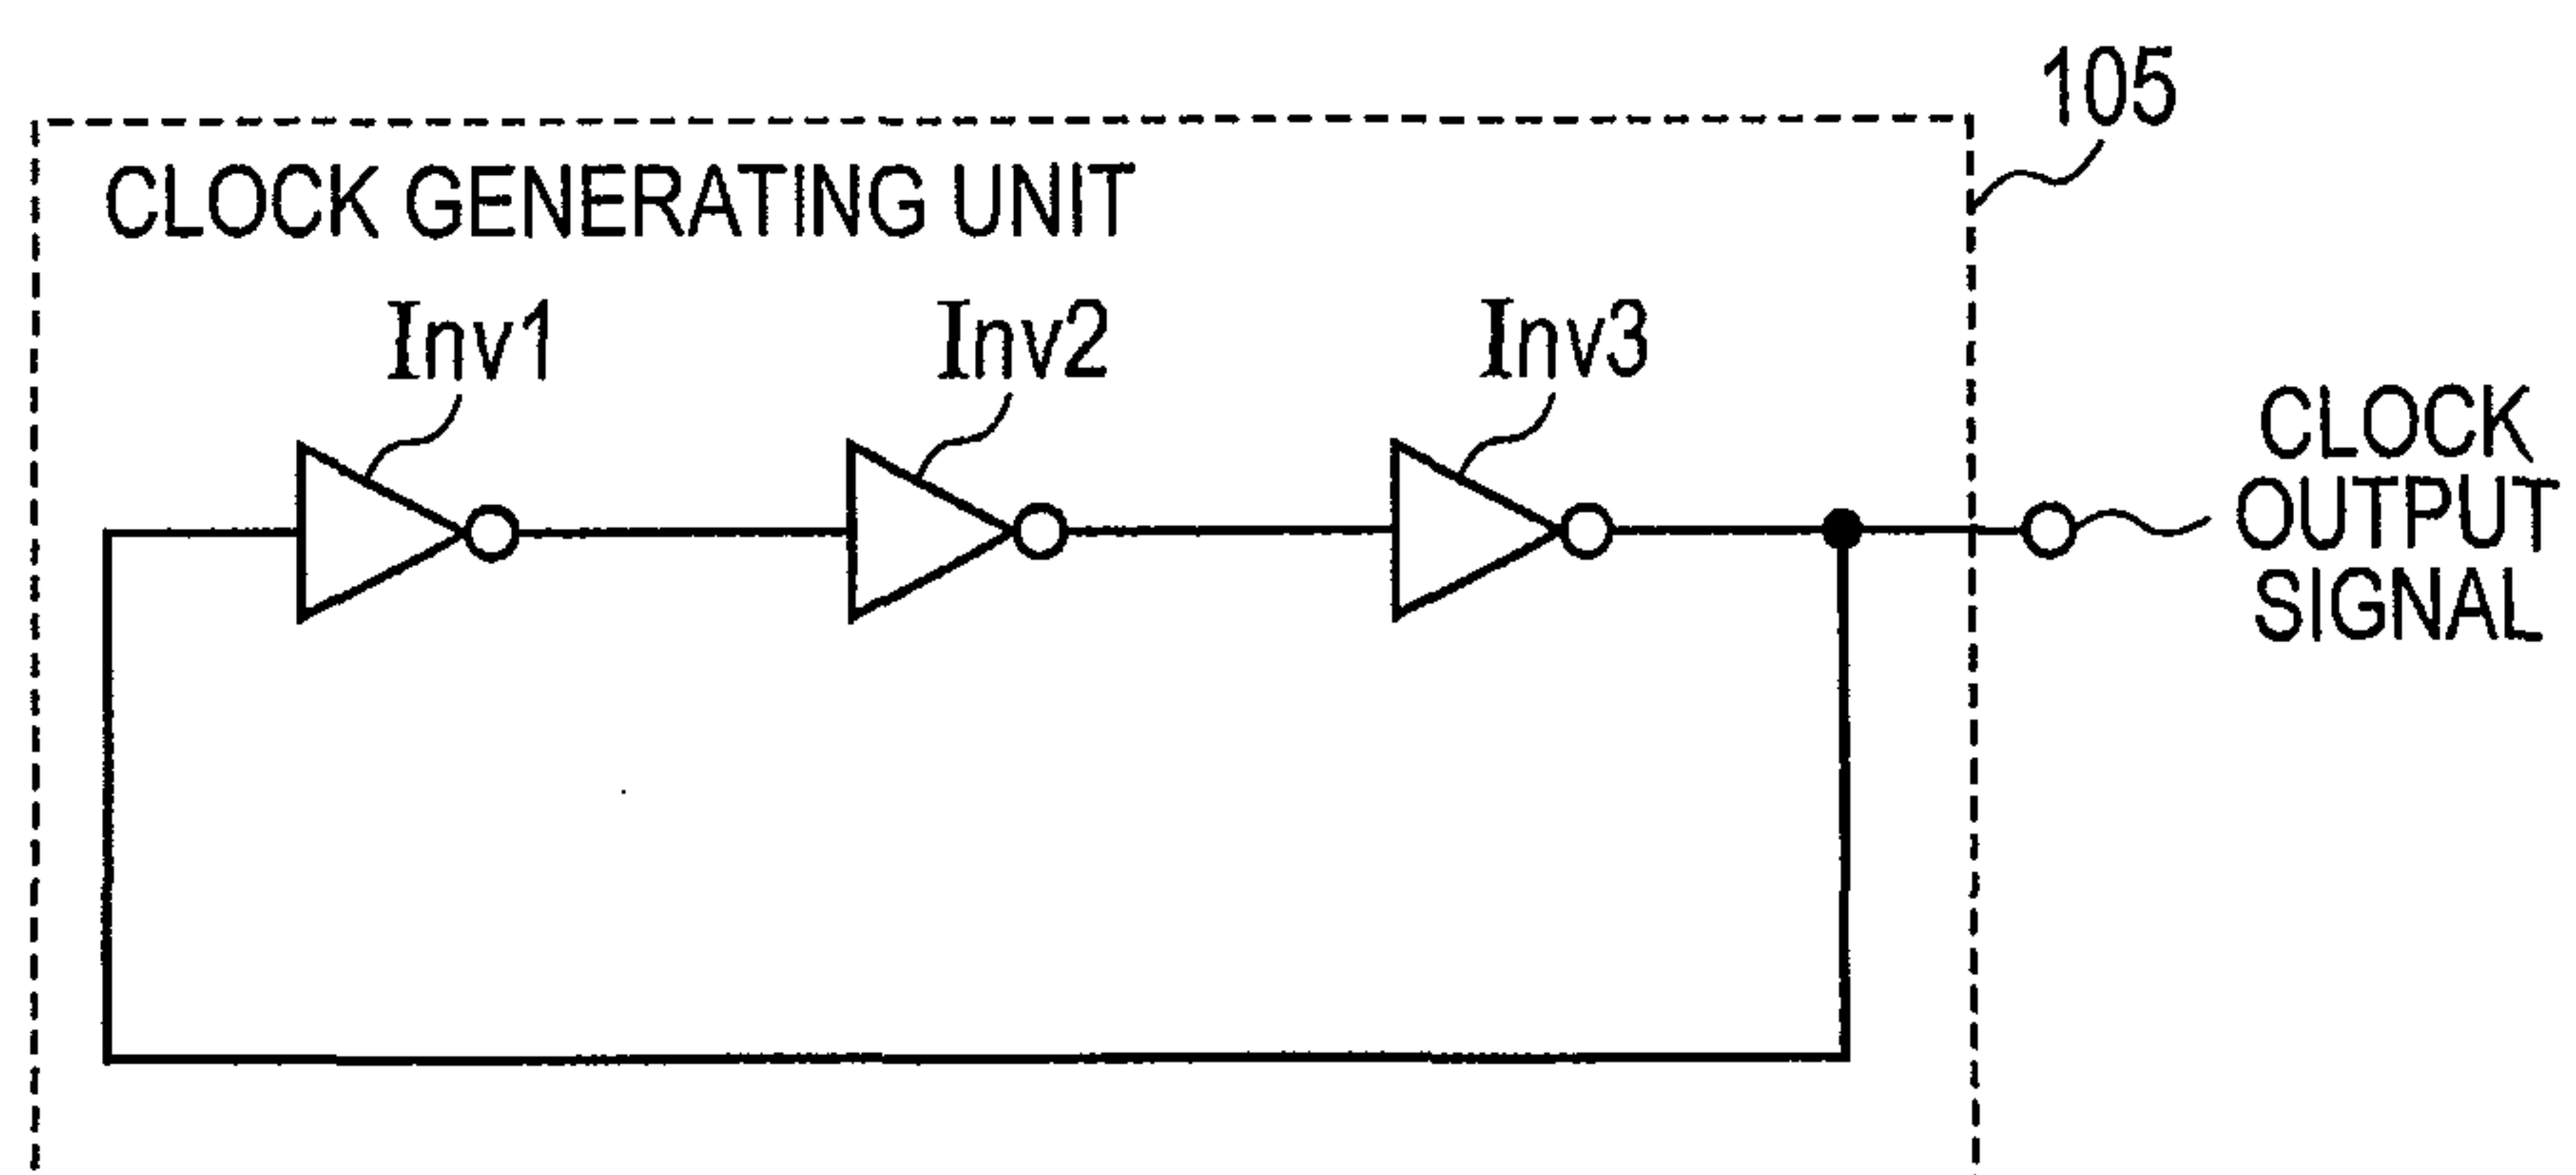 105
CLOCK GENERATING UNIT
Inv1
Inv2
Inv3
CLOCK
OUTPUT
SIGNAL